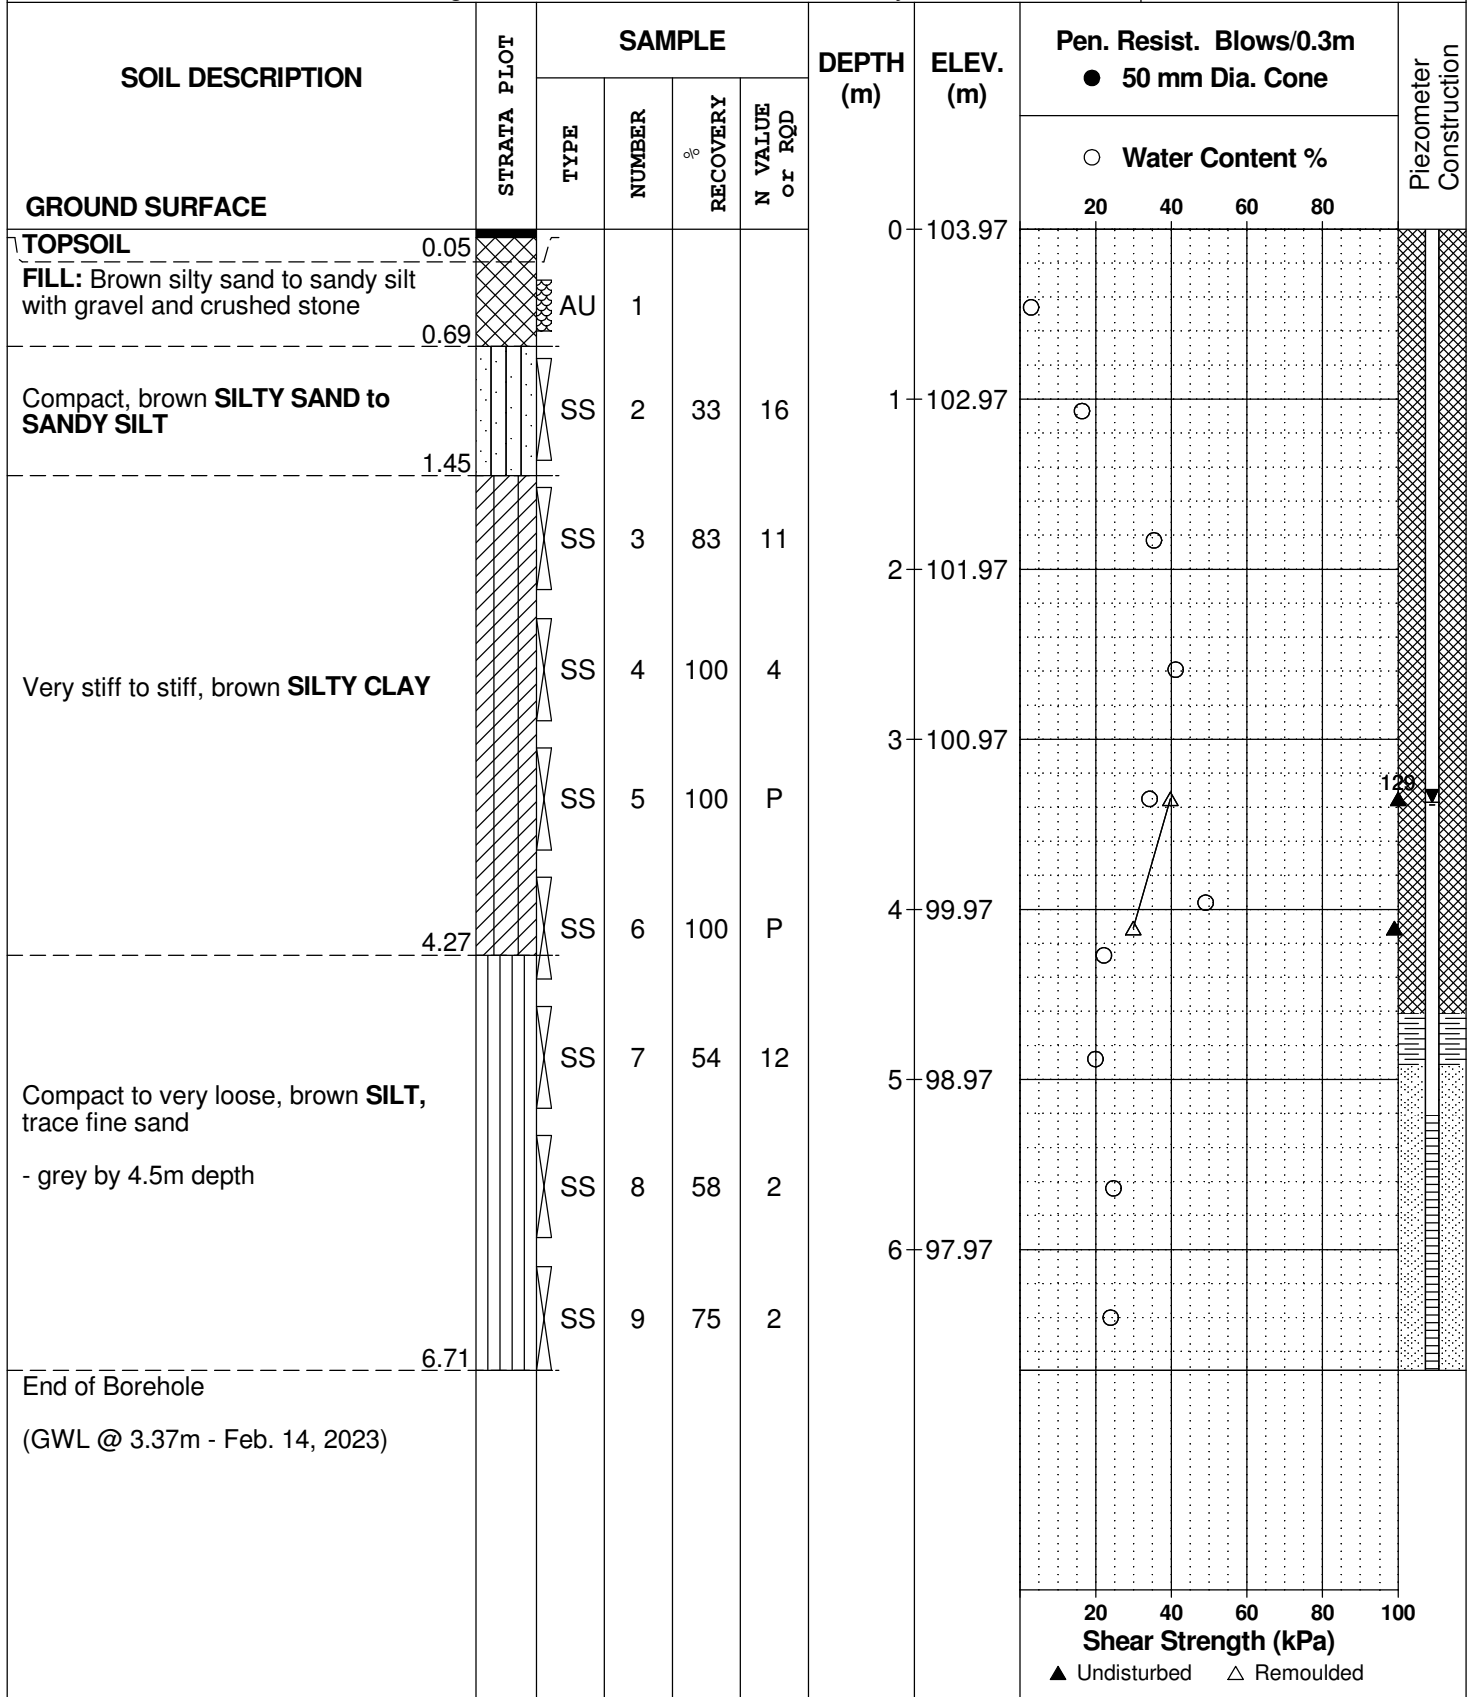 SOIL DESCRIPTION
GROUND SURFACE
STRATA PLOT
SAMPLE
TYPE
NUMBER
%
RECOVERY
N VALUE
or RQD
DEPTH
(m)
ELEV.
(m)
Pen. Resist. Blows/0.3m
● 50 mm Dia. Cone
○ Water Content %
20 40 60 80
Piezometer
Construction
TOPSOIL 0.05
FILL: Brown silty sand to sandy silt
with gravel and crushed stone
0.69
Compact, brown SILTY SAND to
SANDY SILT
1.45
Very stiff to stiff, brown SILTY CLAY
4.27
Compact to very loose, brown SILT,
trace fine sand
- grey by 4.5m depth
6.71
End of Borehole
(GWL @ 3.37m - Feb. 14, 2023)
AU 1
SS 2 33 16
SS 3 83 11
SS 4 100 4
SS 5 100 P
SS 6 100 P
SS 7 54 12
SS 8 58 2
SS 9 75 2
0 103.97
1 102.97
2 101.97
3 100.97
4 99.97
5 98.97
6 97.97
129
20 40 60 80 100
Shear Strength (kPa)
▲ Undisturbed △ Remoulded